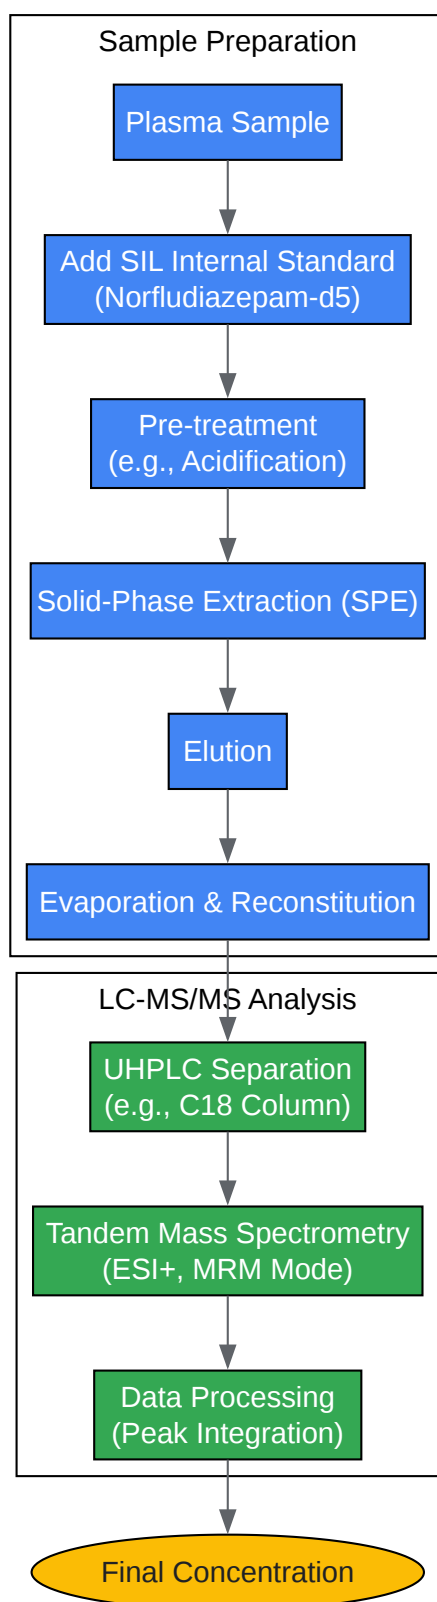 Sample Preparation
Plasma Sample
Add SIL Internal Standard
(Norfludiazepam-d5)
Pre-treatment
(e.g., Acidification)
Solid-Phase Extraction (SPE)
Elution
Evaporation & Reconstitution
LC-MS/MS Analysis
UHPLC Separation
(e.g., C18 Column)
Tandem Mass Spectrometry
(ESI+, MRM Mode)
Data Processing
(Peak Integration)
Final Concentration